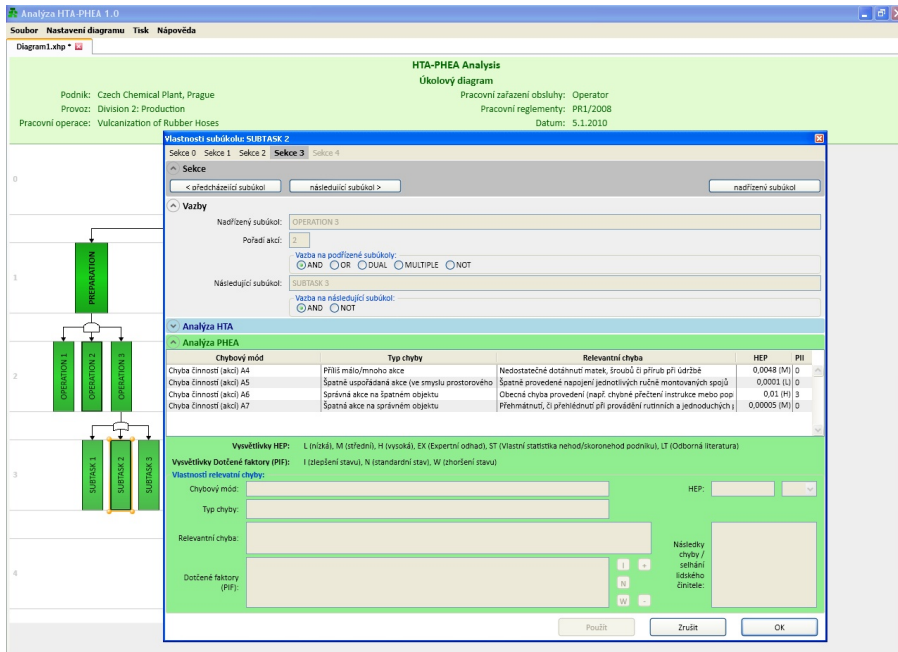 Analýza HTA-PHEA 1.0
Soubor Nastavení diagramu Tisk Nápověda
Diagram1.xhp *
HTA-PHEA Analysis
Úkolový diagram
Podnik: Czech Chemical Plant, Prague Pracovní zařazení obsluhy: Operator
Provoz: Division 2: Production Pracovní reglementy: PR1/2008
Pracovní operace: Vulcanization of Rubber Hoses Datum: 5.1.2010
Vlastnosti subúkolu: SUBTASK 2
Sekce 0 Sekce 1 Sekce 2 Sekce 3 Sekce 4
Sekce
< předcházející subúkol následující subúkol > nadřízený subúkol
Vazby
Nadřízený subúkol: OPERATION 3
Pořadí akcí: 2
Vazba na podřízené subúkoly:
AND OR DUAL MULTIPLE NOT
Následující subúkol: SUBTASK 3
Vazba na následující subúkol:
AND NOT
Analýza HTA
Analýza PHEA
Chybový mód Typ chyby Relevantní chyba HEP PII
Chyba činností (akcí) A4 Příliš málo/mnoho akce Nedostatečné dotáhnutí matek, šroubů či přírub při údržbě 0,0048 (M) 0
Chyba činností (akcí) A5 Špatně uspořádaná akce (ve smyslu prostorového Špatně provedené napojení jednotlivých ručně montovaných spojů 0,0001 (L) 0
Chyba činností (akcí) A6 Správná akce na špatném objektu Obecná chyba provedení (např. chybné přečtení instrukce mebo pop 0,01 (H) 3
Chyba činností (akcí) A7 Špatná akce na správném objektu Přehmátnutí, či přehlédnutí při provádění rutinních a jednoduchých p 0,00005 (M) 0
Vysvětlivky HEP: L (nízká), M (střední), H (vysoká), EX (Expertní odhad), ST (Vlastní statistika nehod/skoronehod podniku), LT (Odborná literatura)
Vysvětlivky Dotčené faktory (PIF): I (zlepšení stavu), N (standardní stav), W (zhoršení stavu)
Vlastnosti relevatní chyby:
Chybový mód: HEP:
Typ chyby:
Relevantní chyba:
Následky
chyby /
selhání
lidského
činitele:
Dotčené faktory
(PIF):
I +
N
W -
Použít Zrušit OK
0
1
2
3
4
PREPARATION
OPERATION 1
OPERATION 2
OPERATION 3
SUBTASK 1
SUBTASK 2
SUBTASK 3